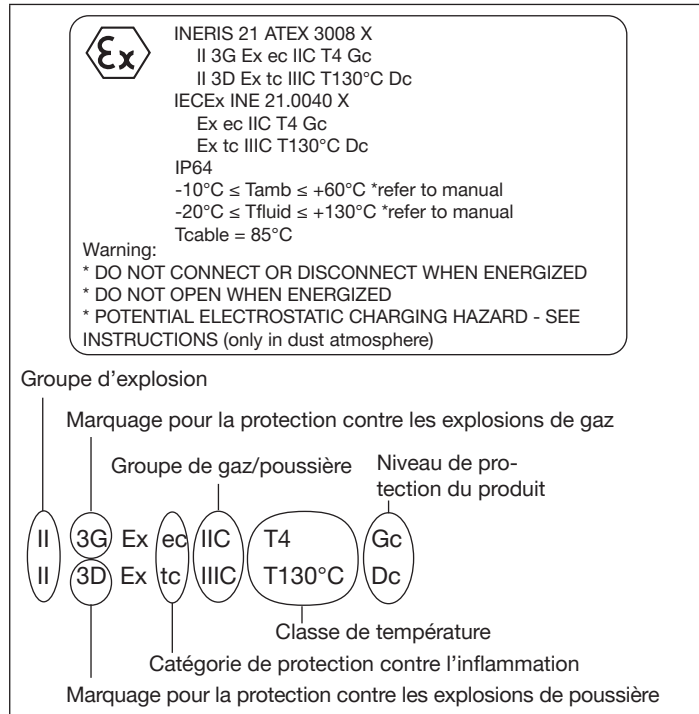 Ex
INERIS 21 ATEX 3008 X
II 3G Ex ec IIC T4 Gc
II 3D Ex tc IIIC T130°C Dc
IECEx INE 21.0040 X
Ex ec IIC T4 Gc
Ex tc IIIC T130°C Dc
IP64
-10°C ≤ Tamb ≤ +60°C *refer to manual
-20°C ≤ Tfluid ≤ +130°C *refer to manual
Tcable = 85°C
Warning:
* DO NOT CONNECT OR DISCONNECT WHEN ENERGIZED
* DO NOT OPEN WHEN ENERGIZED
* POTENTIAL ELECTROSTATIC CHARGING HAZARD - SEE
INSTRUCTIONS (only in dust atmosphere)
Groupe d'explosion
Marquage pour la protection contre les explosions de gaz
Groupe de gaz/poussière
Niveau de pro-
tection du produit
II 3G Ex ec IIC T4 Gc
II 3D Ex tc IIIC T130°C Dc
Classe de température
Catégorie de protection contre l'inflammation
Marquage pour la protection contre les explosions de poussière